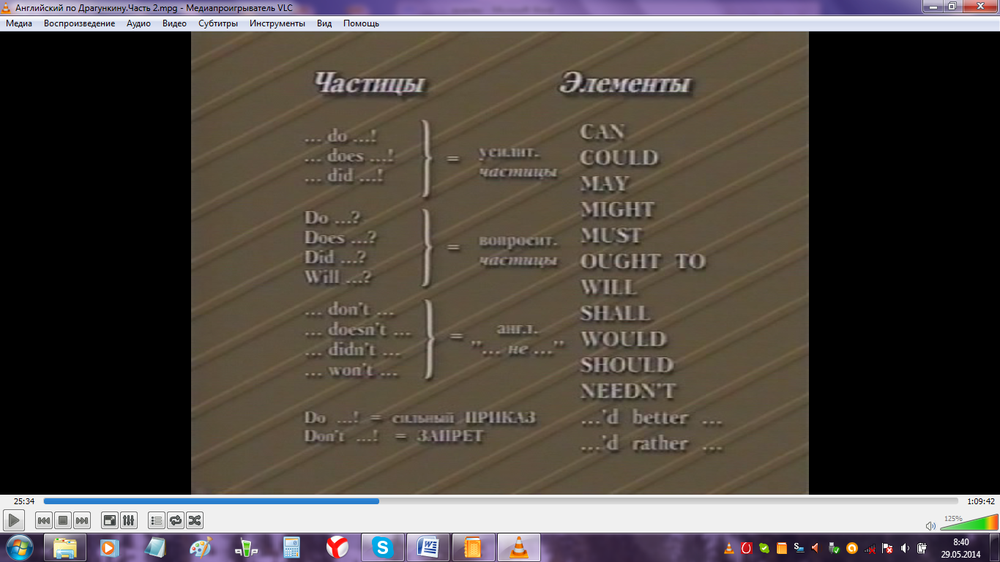 Английский по Драгункину.Часть 2.mpg - Медиапроигрыватель VLC
Медиа Воспроизведение Аудио Видео Субтитры Инструменты Вид Помощь
Частицы
... do ...!
... does ...!
... did ...!
= усилит.
частицы
Do ...?
Does ...?
Did ...?
Will ...?
= вопросит.
частицы
... don't ...
... doesn't ...
... didn't ...
... won't ...
= англ.
"... не ..."
Do ...! = сильный ПРИКАЗ
Don't ...! = ЗАПРЕТ
Элементы
CAN
COULD
MAY
MIGHT
MUST
OUGHT TO
WILL
SHALL
WOULD
SHOULD
NEEDN'T
...'d better ...
...'d rather ...
25:34
1:09:42
125%
8:40
29.05.2014